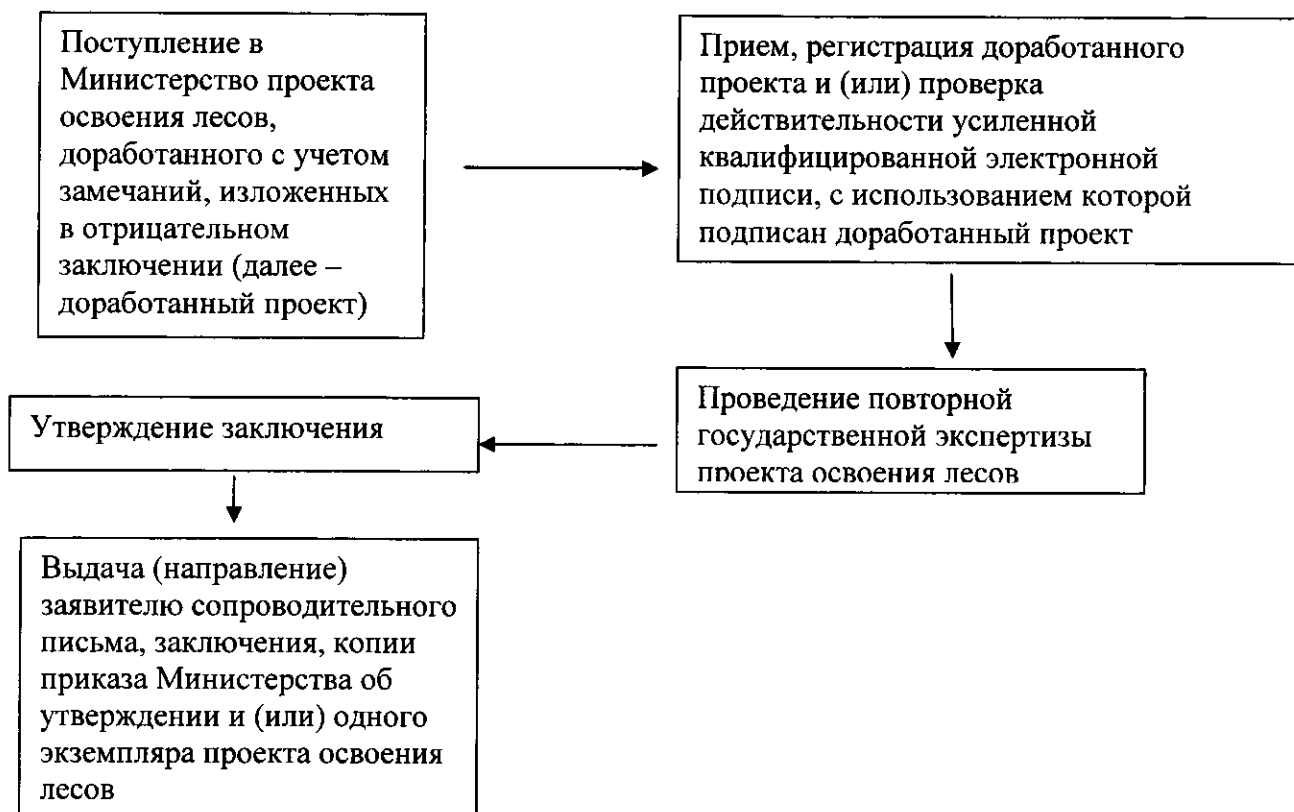 Поступление в
Министерство проекта
освоения лесов,
доработанного с учетом
замечаний, изложенных
в отрицательном
заключении (далее –
доработанный проект)
Прием, регистрация доработанного
проекта и (или) проверка
действительности усиленной
квалифицированной электронной
подписи, с использованием которой
подписан доработанный проект
Проведение повторной
государственной экспертизы
проекта освоения лесов
Утверждение заключения
Выдача (направление)
заявителю сопроводительного
письма, заключения, копии
приказа Министерства об
утверждении и (или) одного
экземпляра проекта освоения
лесов